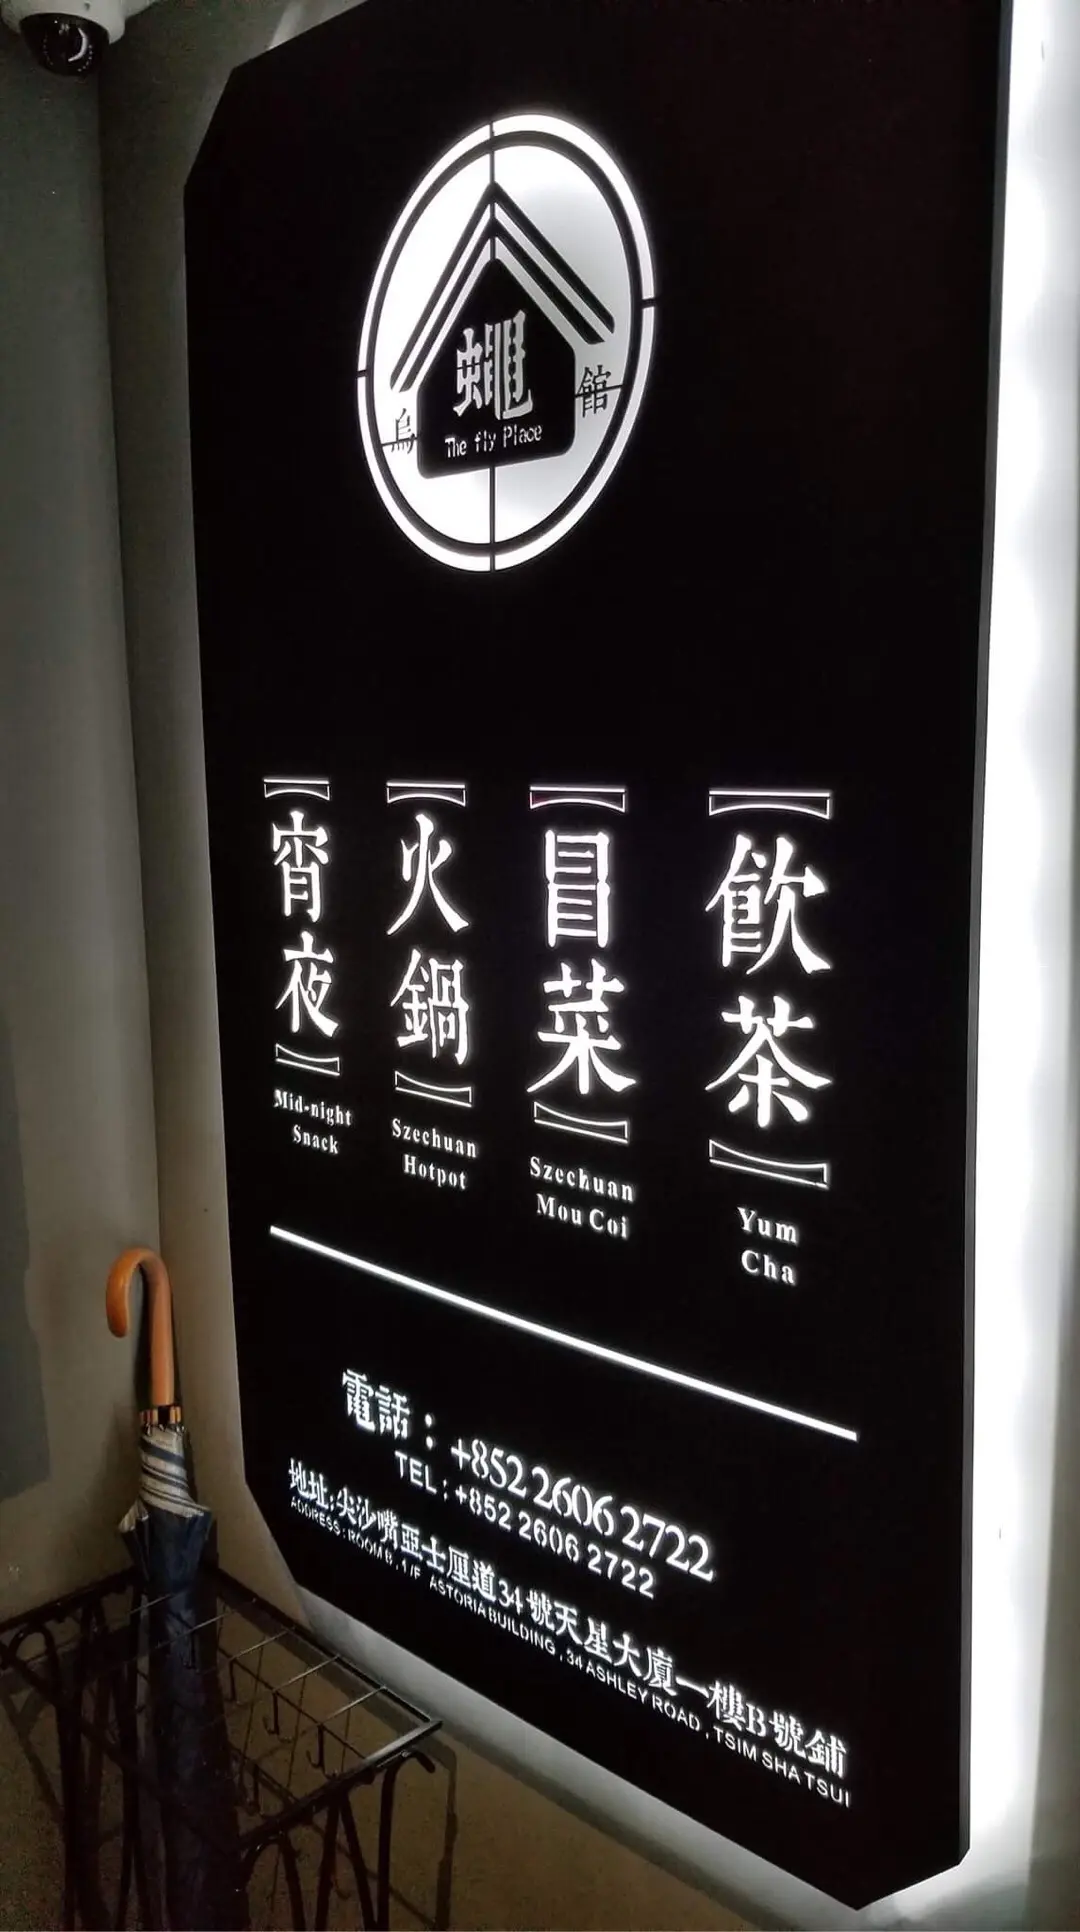 烏蠅館
The fly Place
飲茶
Yum
Cha
冒菜
Szechuan
Mou Coi
火鍋
Szechuan
Hotpot
宵夜
Mid-night
Snack
電話：+852 2606 2722
TEL : +852 2606 2722
地址:尖沙嘴亞士厘道34號天星大廈一樓B號鋪
ADDRESS : ROOM B , 1/F ASTORIA BUILDING , 34 ASHLEY ROAD , TSIM SHA TSUI